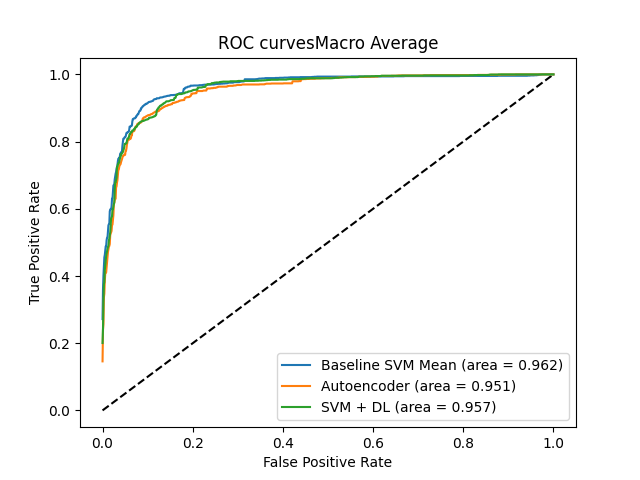 ROC curvesMacro Average
True Positive Rate
1.0
0.8
0.6
0.4
0.2
0.0
Baseline SVM Mean (area = 0.962)
Autoencoder (area = 0.951)
SVM + DL (area = 0.957)
0.0 0.2 0.4 0.6 0.8 1.0
False Positive Rate